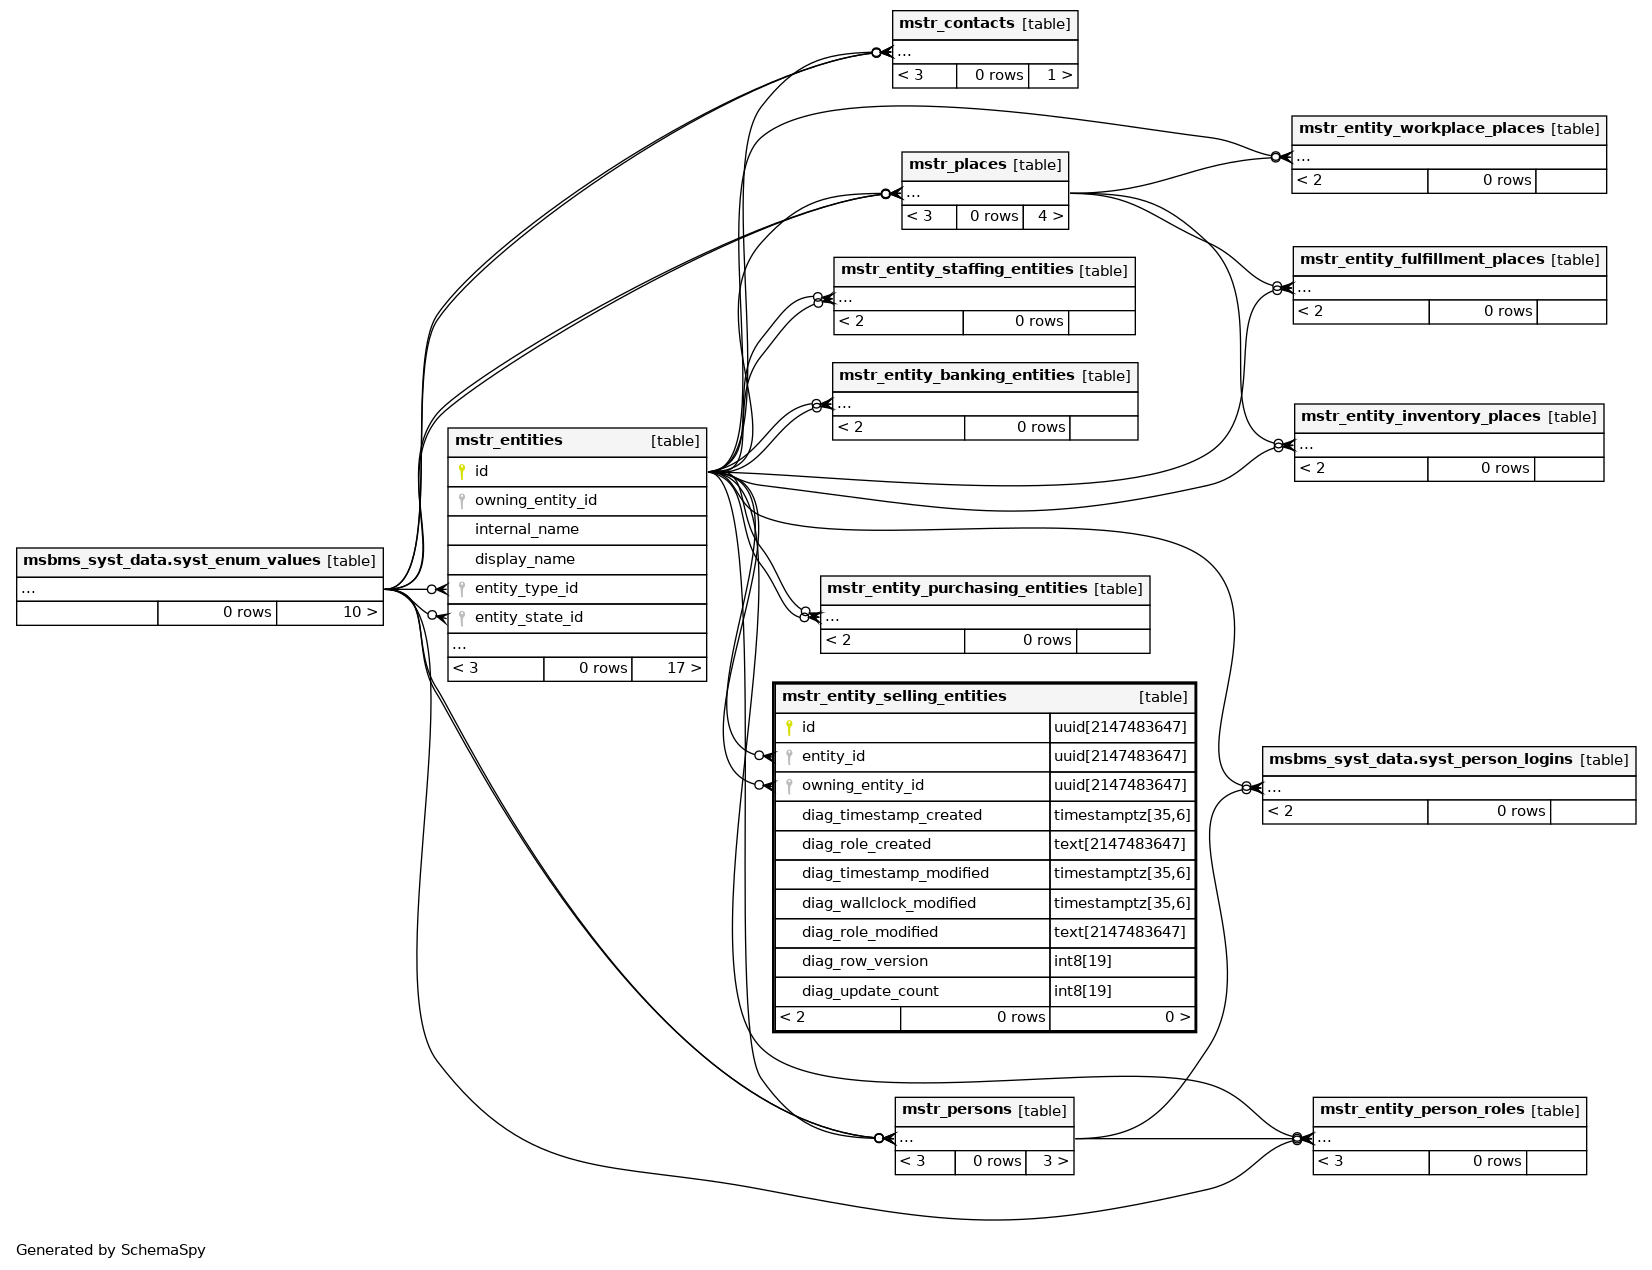 mstr_contacts [table]
...
< 3 0 rows 1 >
mstr_entity_workplace_places [table]
...
< 2 0 rows
mstr_places [table]
...
< 3 0 rows 4 >
mstr_entity_staffing_entities [table]
...
< 2 0 rows
mstr_entity_fulfillment_places [table]
...
< 2 0 rows
mstr_entity_banking_entities [table]
...
< 2 0 rows
mstr_entity_inventory_places [table]
...
< 2 0 rows
mstr_entities [table]
id
owning_entity_id
internal_name
display_name
entity_type_id
entity_state_id
...
< 3 0 rows 17 >
msbms_syst_data.syst_enum_values [table]
...
0 rows 10 >
mstr_entity_purchasing_entities [table]
...
< 2 0 rows
mstr_entity_selling_entities [table]
id uuid[2147483647]
entity_id uuid[2147483647]
owning_entity_id uuid[2147483647]
diag_timestamp_created timestamptz[35,6]
diag_role_created text[2147483647]
diag_timestamp_modified timestamptz[35,6]
diag_wallclock_modified timestamptz[35,6]
diag_role_modified text[2147483647]
diag_row_version int8[19]
diag_update_count int8[19]
< 2 0 rows 0 >
msbms_syst_data.syst_person_logins [table]
...
< 2 0 rows
mstr_persons [table]
...
< 3 0 rows 3 >
mstr_entity_person_roles [table]
...
< 3 0 rows
Generated by SchemaSpy